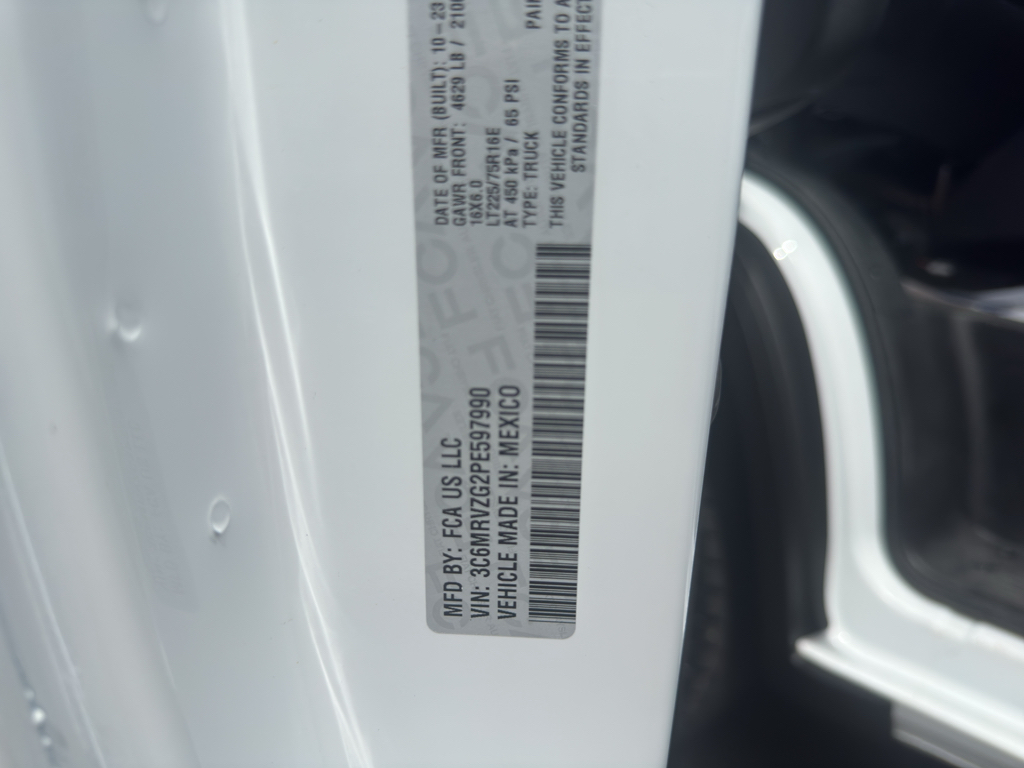 MFD BY: FCA US LLC
VIN: 3C6MRVZG2PE597990
VEHICLE MADE IN: MEXICO
DATE OF MFR (BUILT): 10-23
GAWR FRONT: 4629 LB /
16X6.0
LT225/75R16E
AT 450 kPa / 65 PSI
TYPE: TRUCK
THIS VEHICLE CONFORMS TO
STANDARDS IN EFFECT